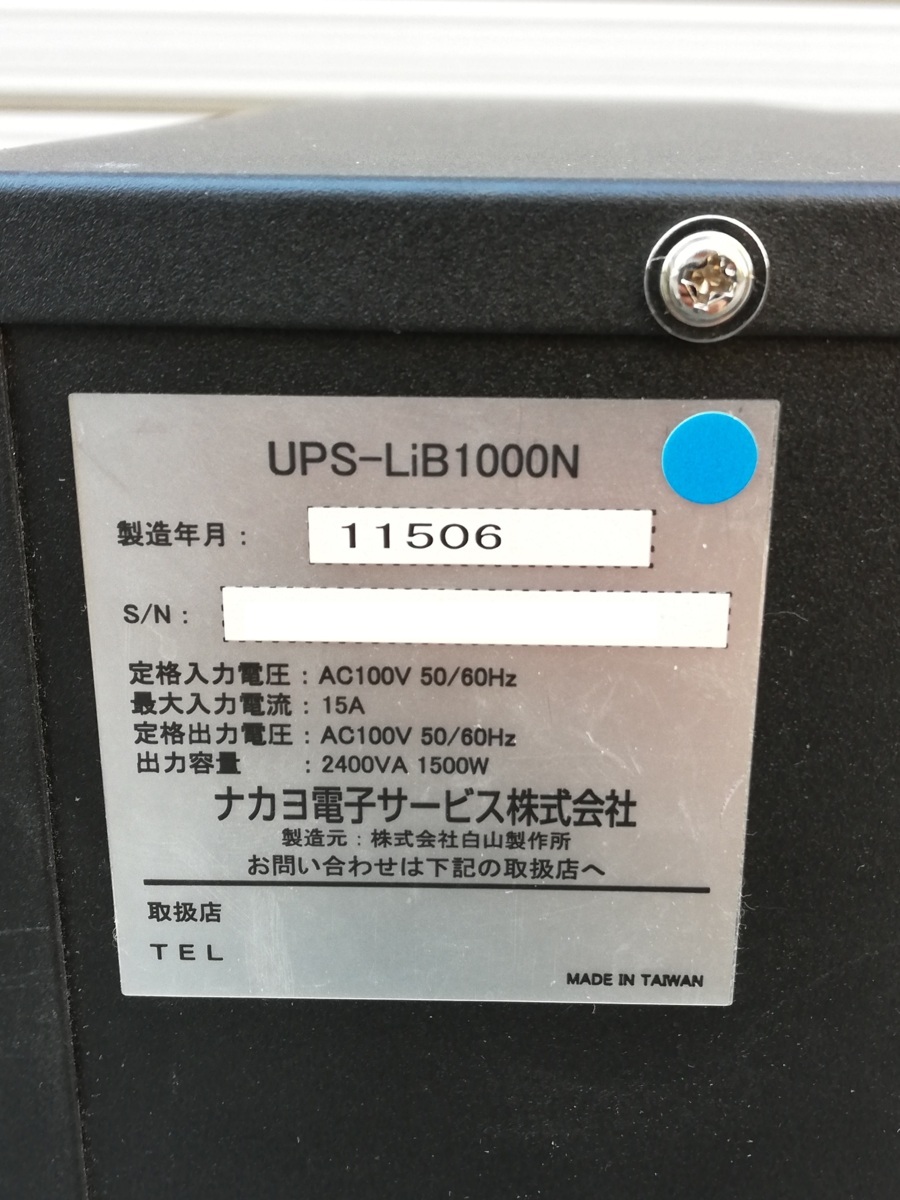 UPS-LiB1000N
製造年月： 11506
S/N：
定格入力電圧：AC100V 50/60Hz
最大入力電流：15A
定格出力電圧：AC100V 50/60Hz
出力容量　　：2400VA 1500W
ナカヨ電子サービス株式会社
製造元：株式会社白山製作所
お問い合わせは下記の取扱店へ
取扱店
ＴＥＬ
MADE IN TAIWAN